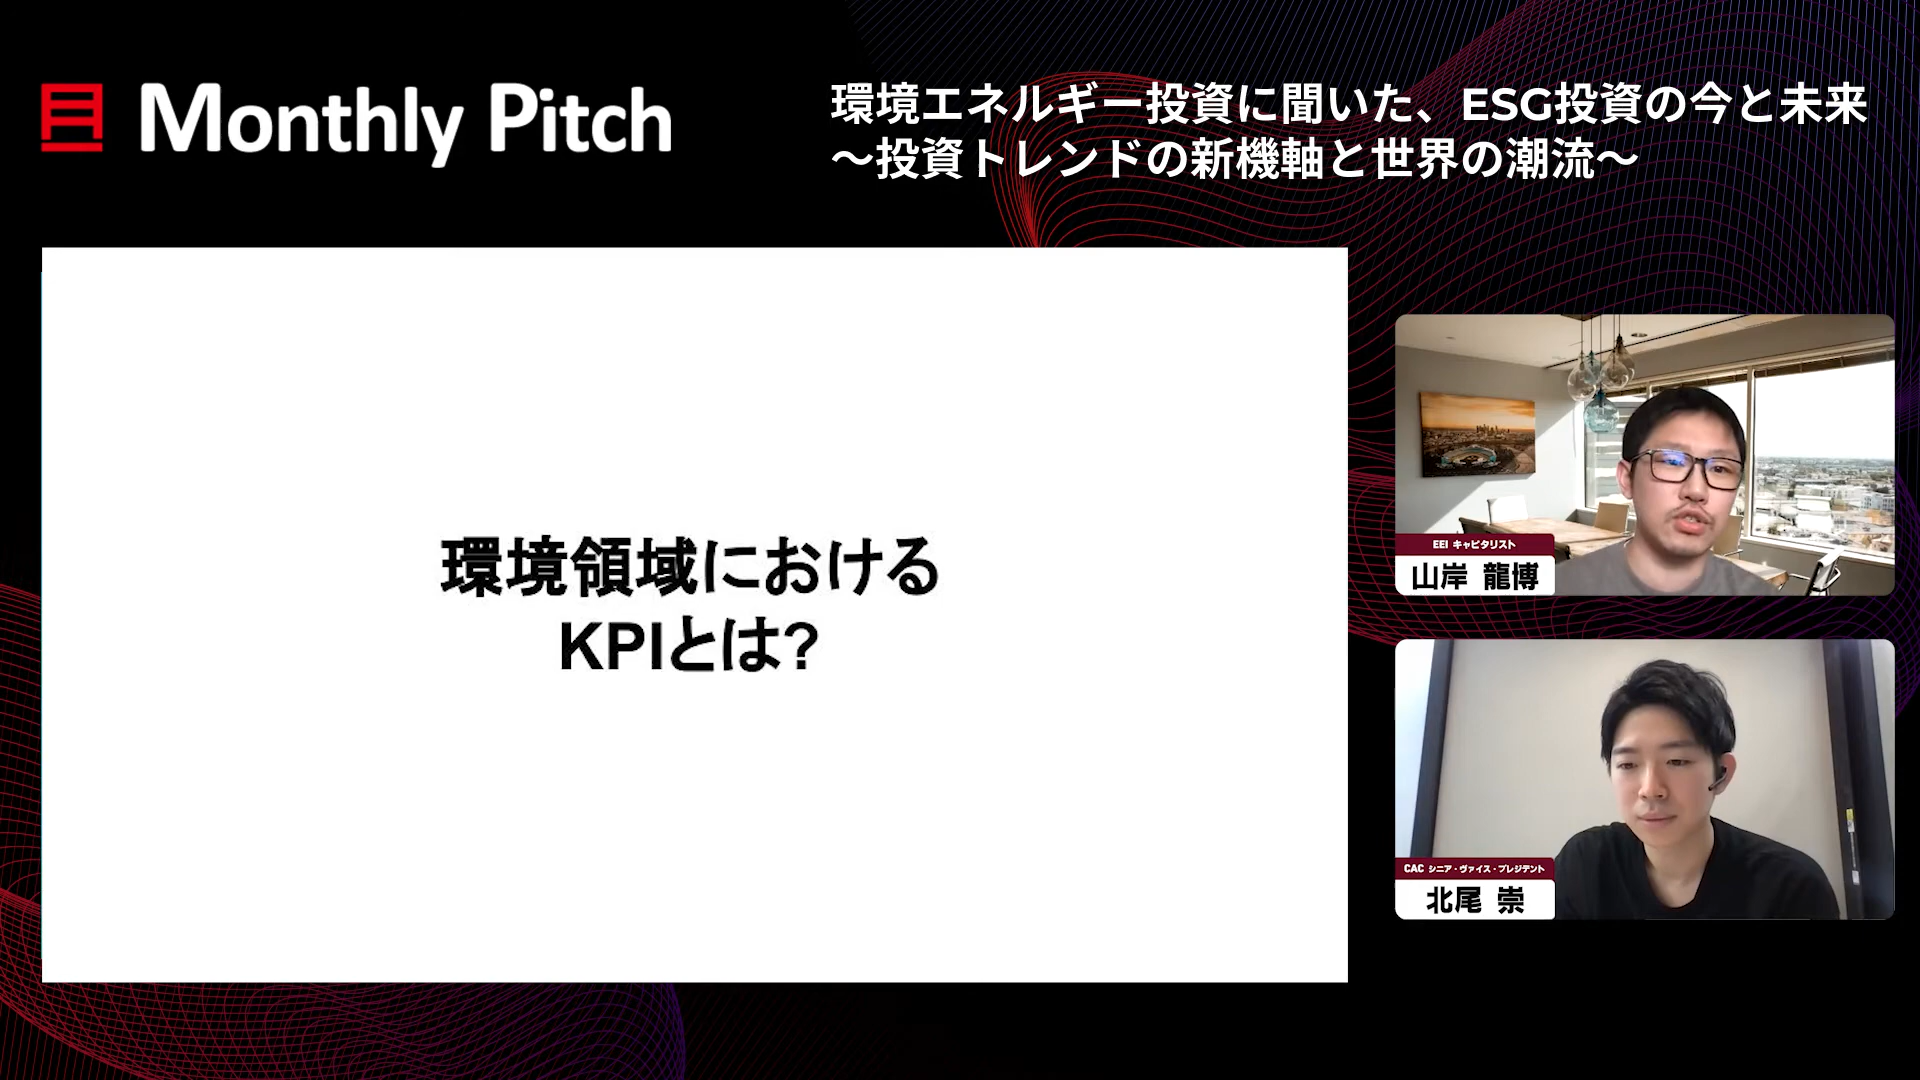 Monthly Pitch
環境エネルギー投資に聞いた、ESG投資の今と未来
～投資トレンドの新機軸と世界の潮流～
環境領域における
KPIとは?
EEI キャピタリスト
山岸 龍博
CAC シニア・ヴァイス・プレジデント
北尾 崇